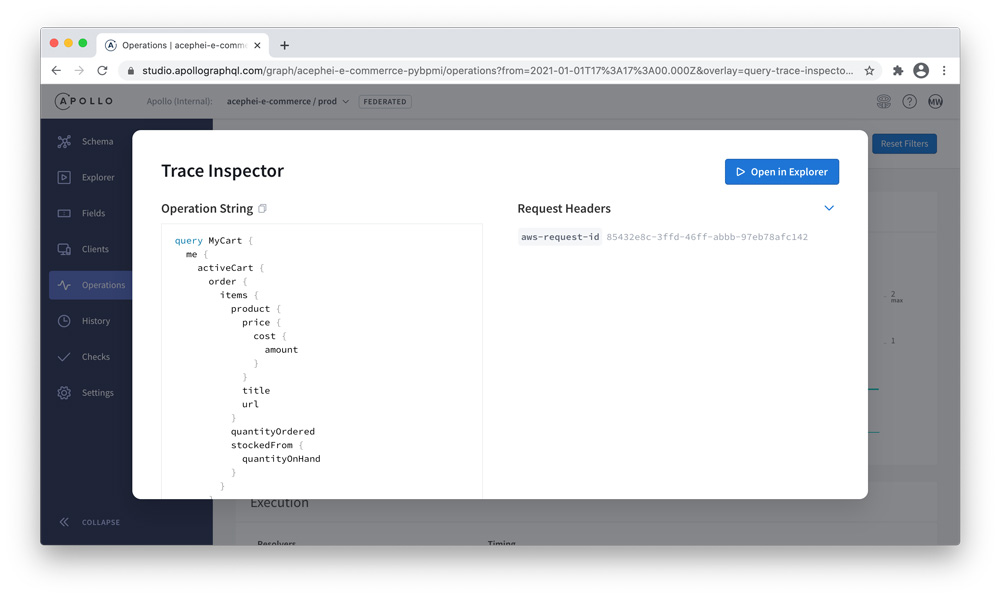 Operations | acephei-e-comm
studio.apollographql.com/graph/acephei-e-commerrce-pybpmi/operations?from=2021-01-01T17%3A17%3A00.000Z&overlay=query-trace-inspecto...
APOLLO
Apollo (Internal):
acephei-e-commerce / prod
FEDERATED
MW
Schema
Explorer
Fields
Clients
Operations
History
Checks
Settings
COLLAPSE
Reset Filters
Trace Inspector
Open in Explorer
Operation String
query MyCart {
me {
activeCart {
order {
items {
product {
price {
cost {
amount
}
}
title
url
}
quantityOrdered
stockedFrom {
quantityOnHand
}
}
}
Request Headers
aws-request-id 85432e8c-3ffd-46ff-abbb-97eb78afc142
2
max
1
Execution
Resolvers
Timing